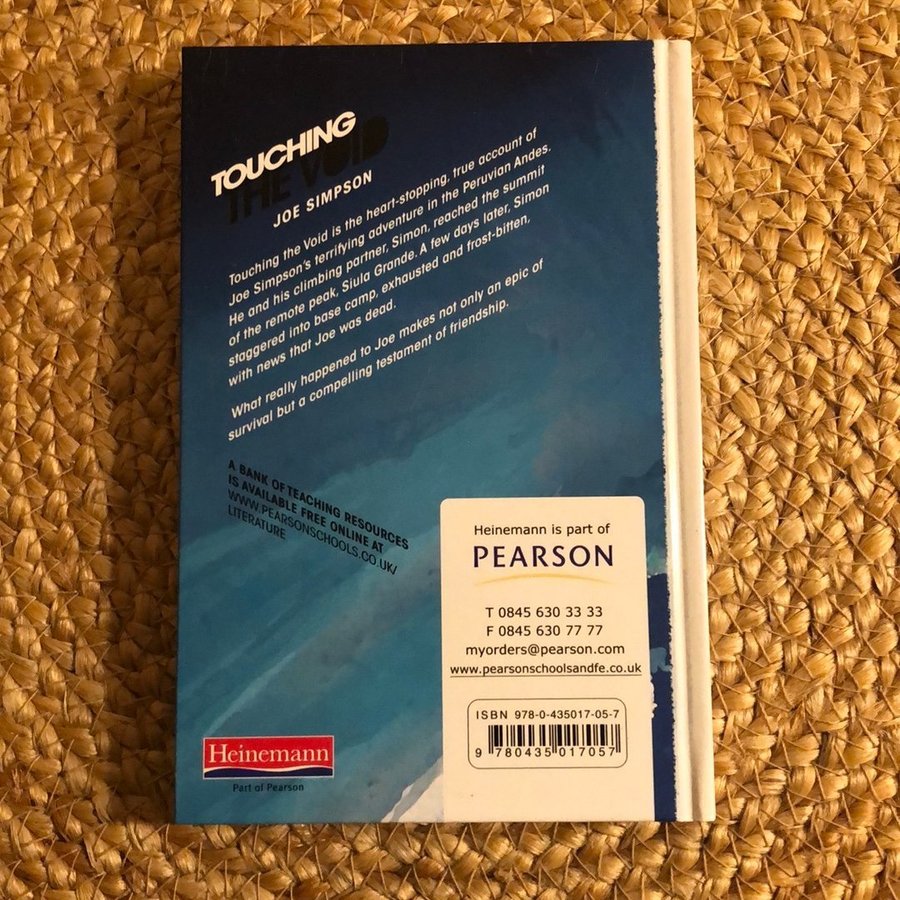 TOUCHING
THE VOID
JOE SIMPSON
Touching the Void is the heart-stopping, true account of
Joe Simpson's terrifying adventure in the Peruvian Andes.
He and his climbing partner, Simon, reached the summit
of the remote peak, Siula Grande. A few days later, Simon
staggered into base camp, exhausted and frost-bitten,
with news that Joe was dead.
What really happened to Joe makes not only an epic of
survival but a compelling testament of friendship.
A BANK OF TEACHING RESOURCES
IS AVAILABLE FREE ONLINE AT
WWW.PEARSONSCHOOLS.CO.UK/
LITERATURE
Heinemann is part of
PEARSON
T 0845 630 33 33
F 0845 630 77 77
myorders@pearson.com
www.pearsonschoolsandfe.co.uk
ISBN 978-0-435017-05-7
9 780435 017057
Heinemann
Part of Pearson